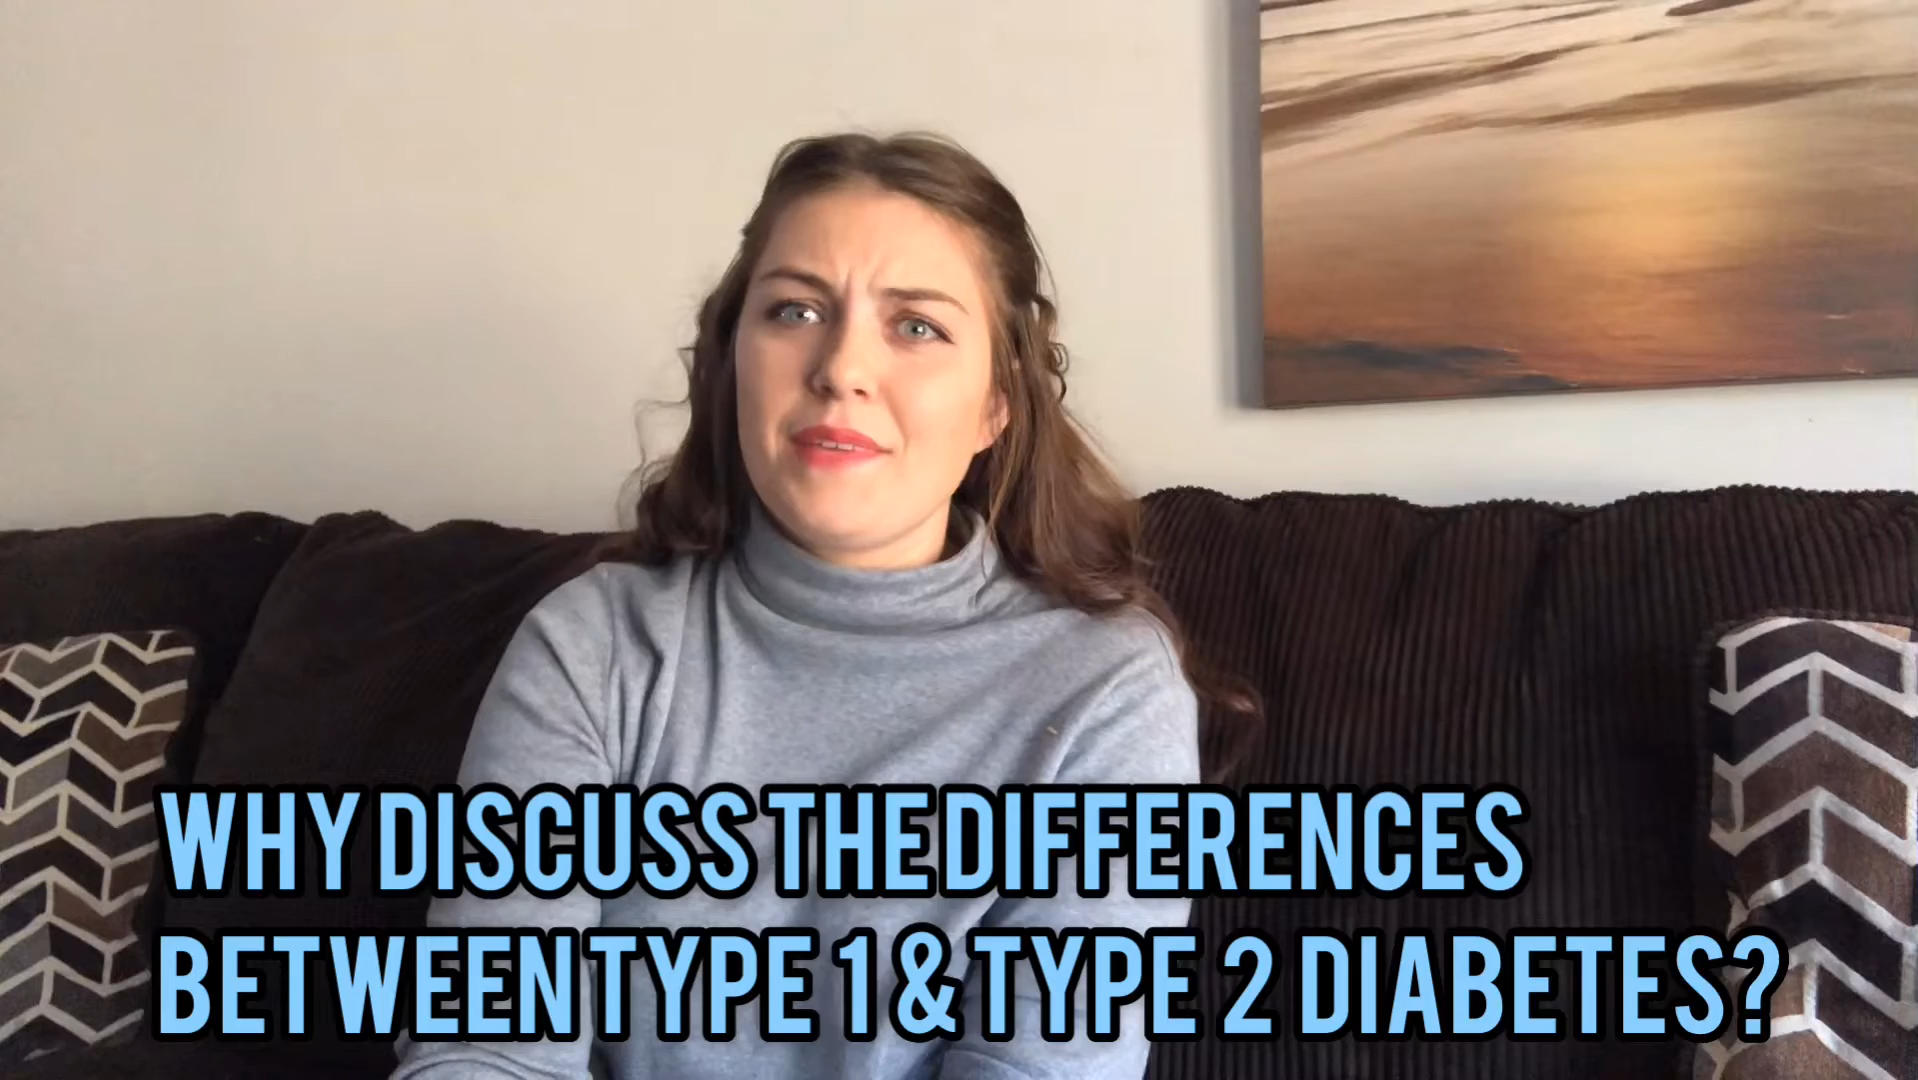 WHY DISCUSS THE DIFFERENCES
BETWEEN TYPE 1 & TYPE 2 DIABETES?